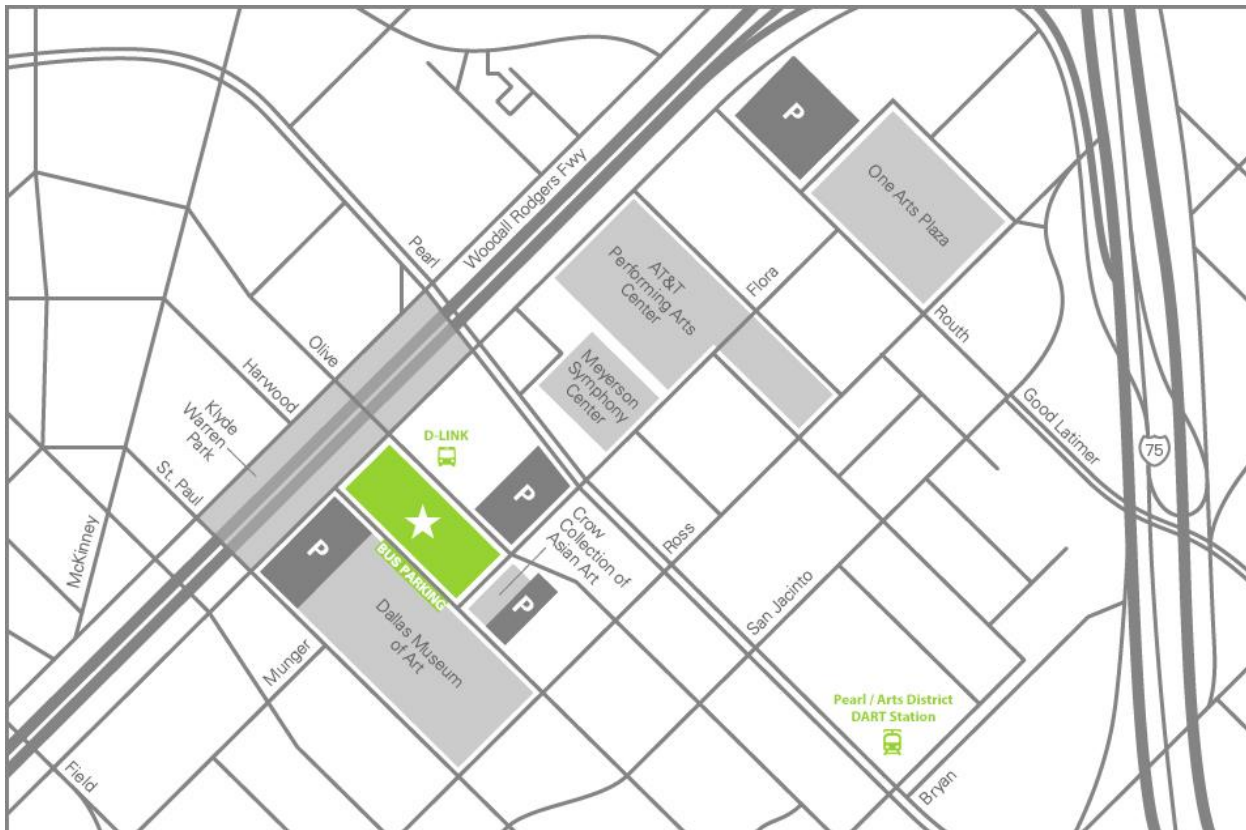 P
One Arts Plaza
Woodall Rodgers Fwy
Pearl
AT&T
Performing Arts
Center
Flora
Routh
Meyerson
Symphony
Center
Olive
Harwood
Klyde
Warren
Park
St. Paul
McKinney
Good Latimer
75
D-LINK
P
Crow
Collection of
Asian Art
Ross
P
BUS PARKING
P
Dallas Museum
of Art
San Jacinto
Munger
Pearl / Arts District
DART Station
Field
Bryan